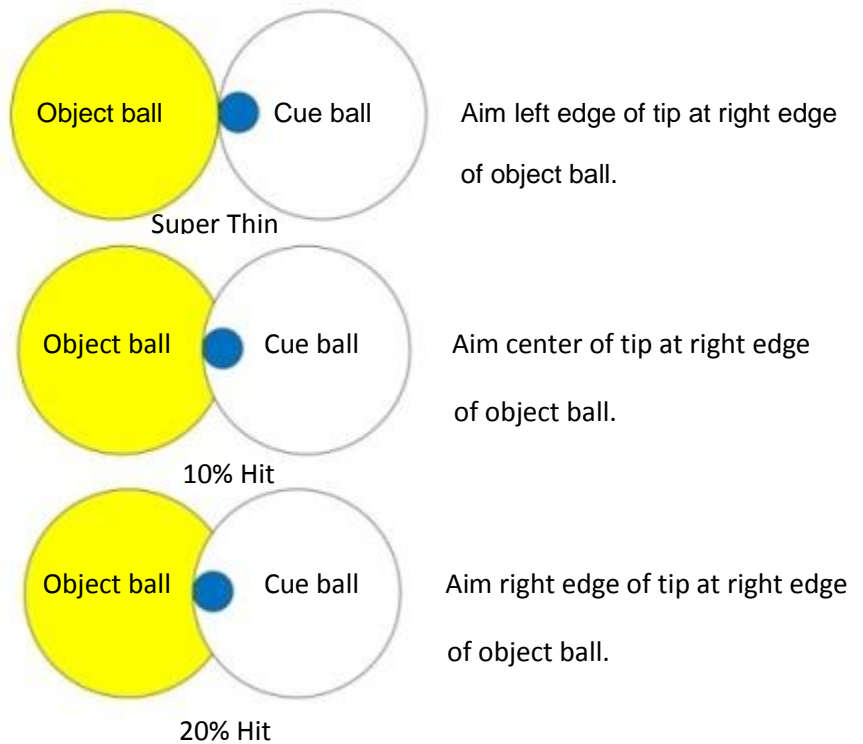 Object ball Cue ball Aim left edge of tip at right edge
of object ball.
Super Thin
Object ball Cue ball Aim center of tip at right edge
of object ball.
10% Hit
Object ball Cue ball Aim right edge of tip at right edge
of object ball.
20% Hit